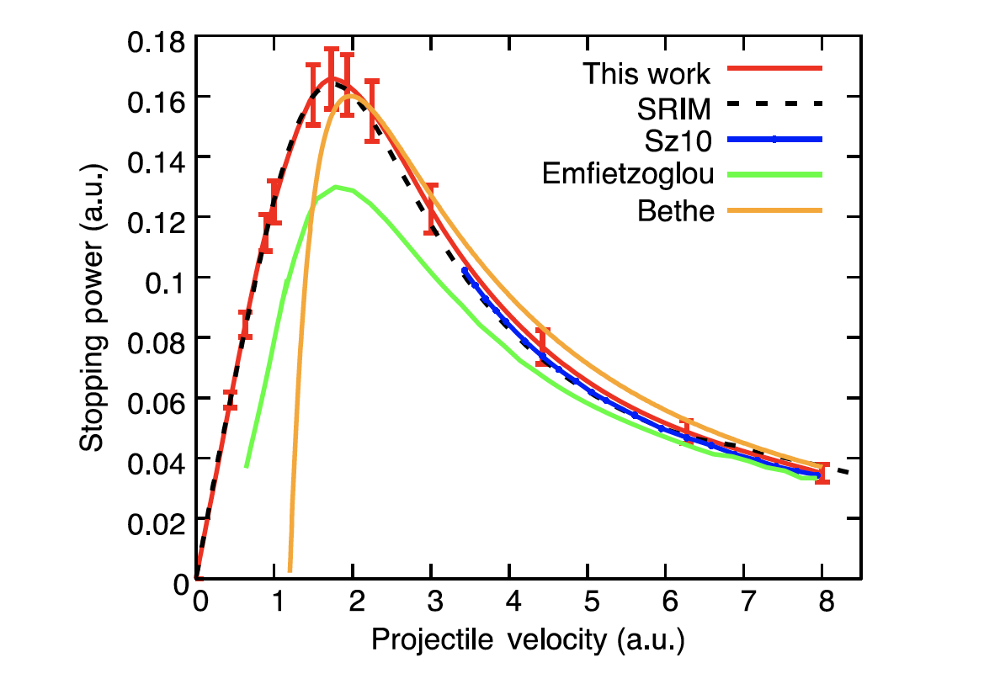 0.18
0.16
0.14
0.12
0.1
0.08
0.06
0.04
0.02
0
Stopping power (a.u.)
This work
SRIM
Sz10
Emfietzoglou
Bethe
0 1 2 3 4 5 6 7 8
Projectile velocity (a.u.)